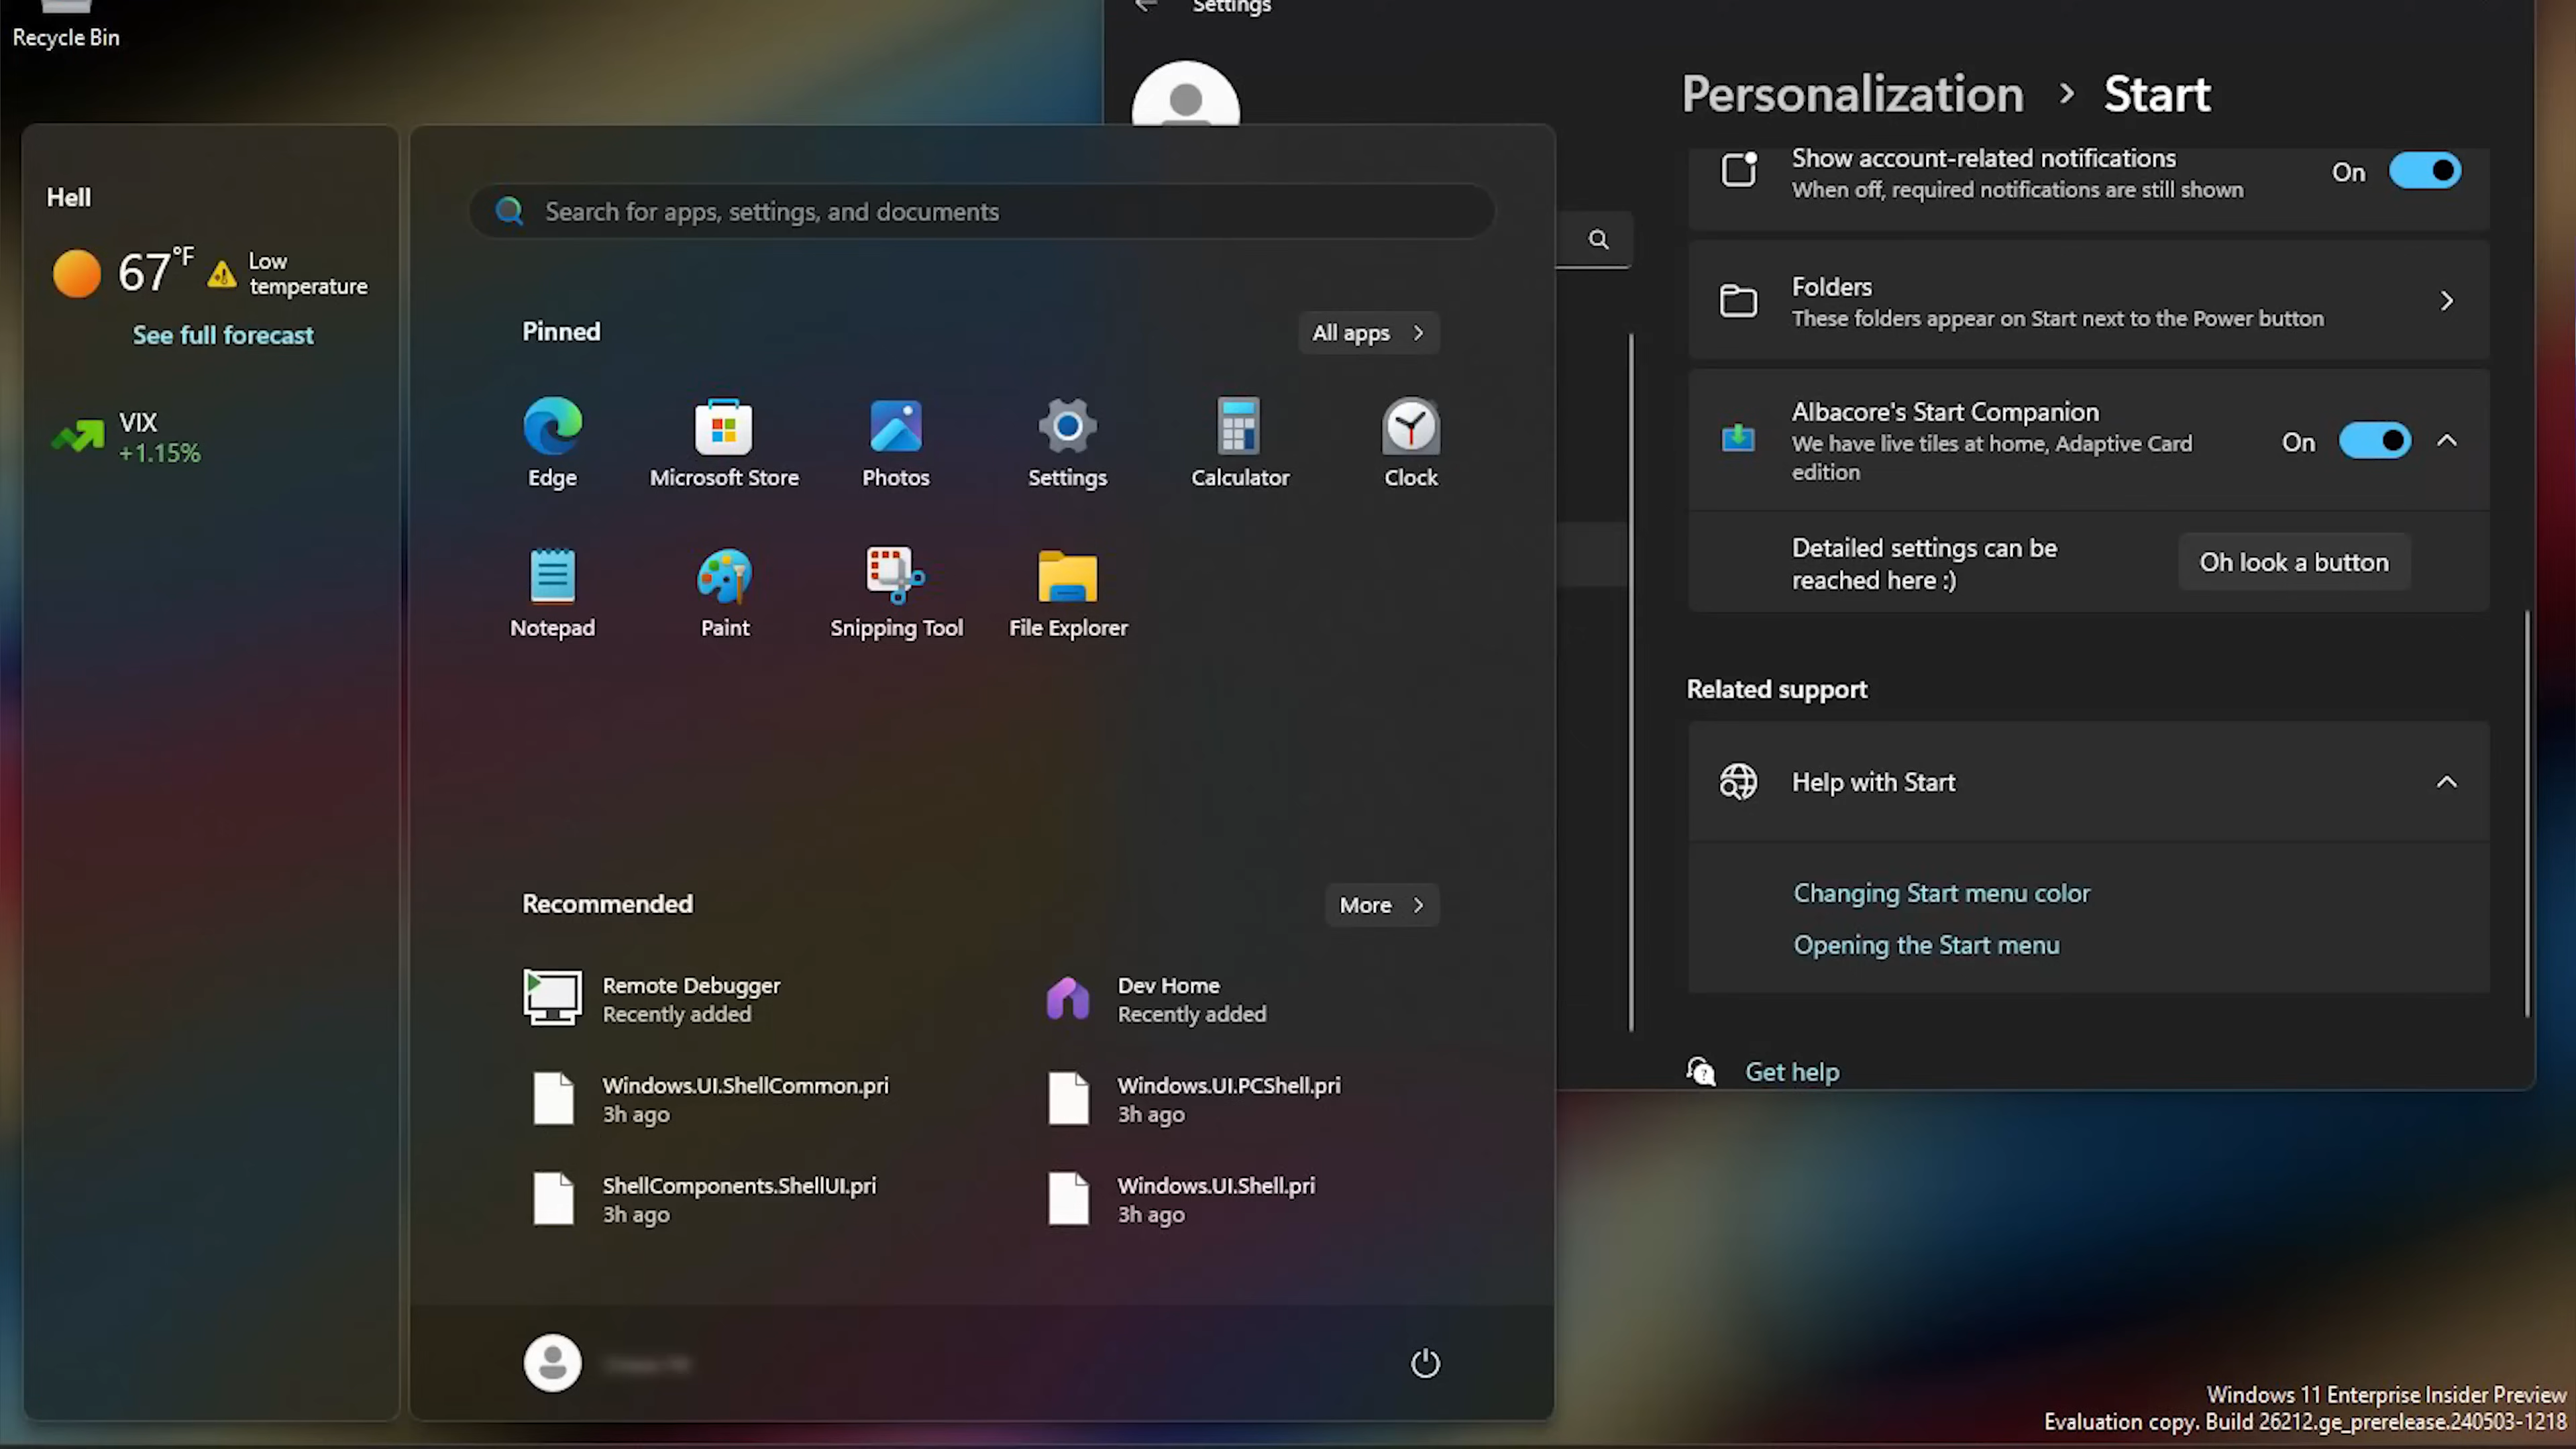 Recycle Bin
Settings
Personalization > Start
Hell
67°F
Low
temperature
See full forecast
VIX
+1.15%
Search for apps, settings, and documents
Pinned
All apps
Edge
Microsoft Store
Photos
Settings
Calculator
Clock
Notepad
Paint
Snipping Tool
File Explorer
Recommended
More
Remote Debugger
Recently added
Dev Home
Recently added
Windows.UI.ShellCommon.pri
3h ago
Windows.UI.PCShell.pri
3h ago
ShellComponents.ShellUI.pri
3h ago
Windows.UI.Shell.pri
3h ago
Show account-related notifications
When off, required notifications are still shown
On
Folders
These folders appear on Start next to the Power button
Albacore's Start Companion
We have live tiles at home, Adaptive Card
edition
On
Detailed settings can be
reached here :)
Oh look a button
Related support
Help with Start
Changing Start menu color
Opening the Start menu
Get help
Windows 11 Enterprise Insider Preview
Evaluation copy. Build 26212.ge_prerelease.240503-1218